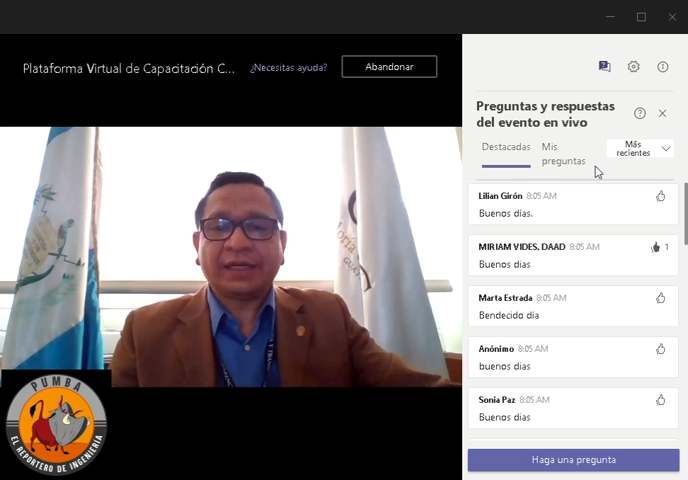 Plataforma Virtual de Capacitación C...
¿Necesitas ayuda?
Abandonar
Preguntas y respuestas
del evento en vivo
Destacadas
Mis
preguntas
Más
recientes
Lilian Girón 8:05 AM
Buenos días.
MIRIAM VIDES, DAAD 8:05 AM
1
Buenos dias
Marta Estrada 8:05 AM
Bendecido día
Anónimo 8:05 AM
buenos dias
Sonia Paz 8:05 AM
Buenos dias
Haga una pregunta
PUMBA
EL REPORTERO DE INGENIERIA